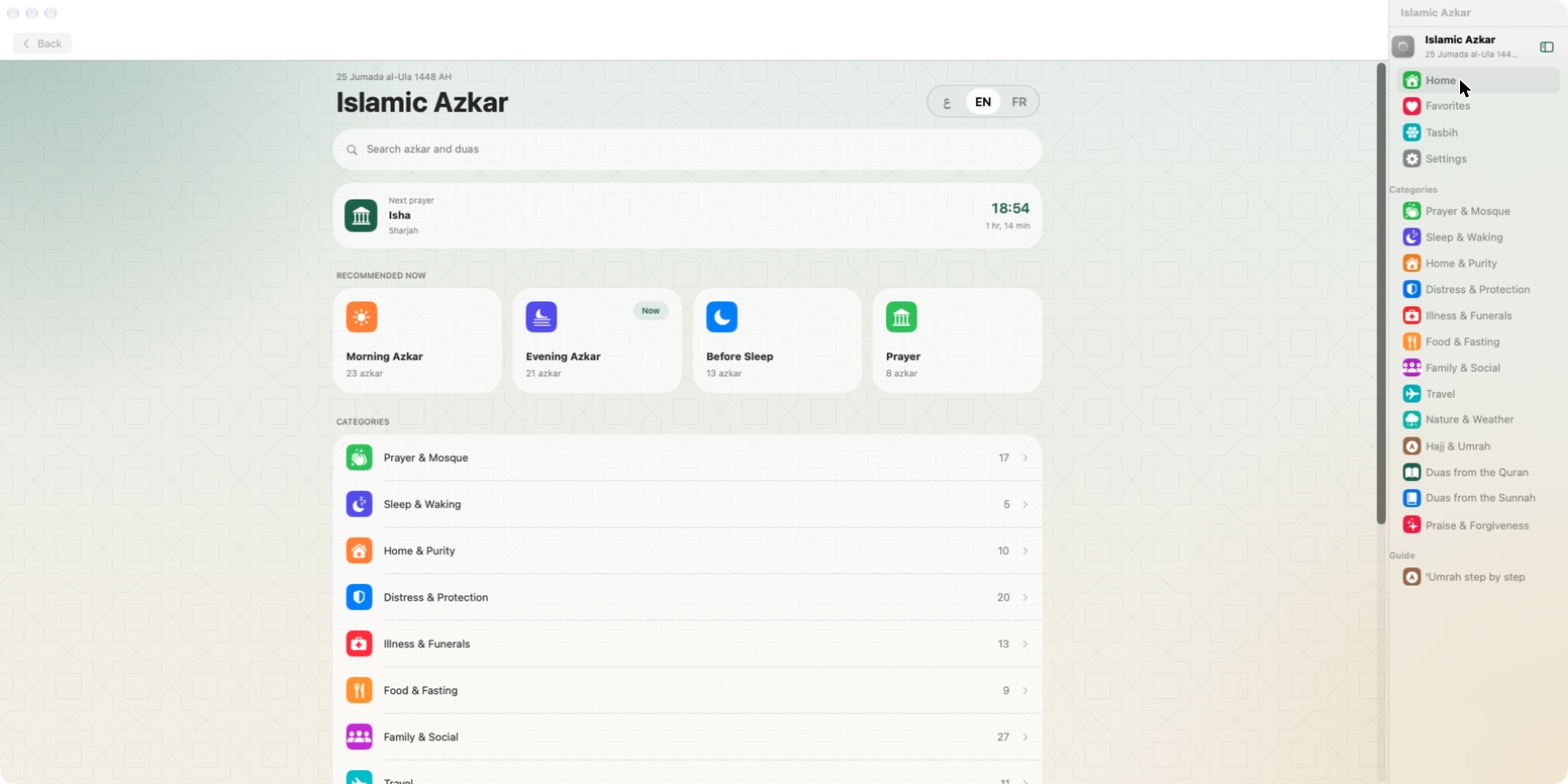 Back
25 Jumada al-Ula 1448 AH
Islamic Azkar
ع
EN
FR
Search azkar and duas
Next prayer
Isha
Sharjah
18:54
1 hr, 14 min
RECOMMENDED NOW
Morning Azkar
23 azkar
Now
Evening Azkar
21 azkar
Before Sleep
13 azkar
Prayer
8 azkar
CATEGORIES
Prayer & Mosque
17
Sleep & Waking
5
Home & Purity
10
Distress & Protection
20
Illness & Funerals
13
Food & Fasting
9
Family & Social
27
Travel
11
Islamic Azkar
Islamic Azkar
25 Jumada al-Ula 144...
Home
Favorites
Tasbih
Settings
Categories
Prayer & Mosque
Sleep & Waking
Home & Purity
Distress & Protection
Illness & Funerals
Food & Fasting
Family & Social
Travel
Nature & Weather
Hajj & Umrah
Duas from the Quran
Duas from the Sunnah
Praise & Forgiveness
Guide
ʿUmrah step by step